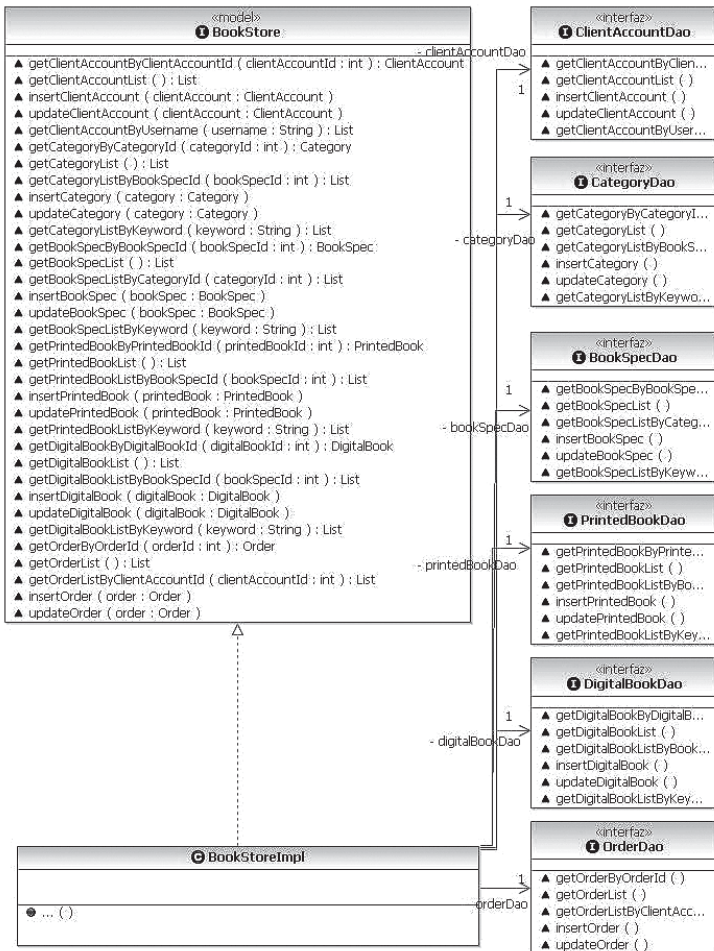 «model»
BookStore
getClientAccountByClientAccountId ( clientAccountId : int ) : ClientAccount
getClientAccountList ( ) : List
insertClientAccount ( clientAccount : ClientAccount )
updateClientAccount ( clientAccount : ClientAccount )
getClientAccountByUsername ( username : String ) : List
getCategoryByCategoryId ( categoryId : int ) : Category
getCategoryList ( ) : List
getCategoryListByBookSpecId ( bookSpecId : int ) : List
insertCategory ( category : Category )
updateCategory ( category : Category )
getCategoryListByKeyword ( keyword : String ) : List
getBookSpecByBookSpecId ( bookSpecId : int ) : BookSpec
getBookSpecList ( ) : List
getBookSpecListByCategoryId ( categoryId : int ) : List
insertBookSpec ( bookSpec : BookSpec )
updateBookSpec ( bookSpec : BookSpec )
getBookSpecListByKeyword ( keyword : String ) : List
getPrintedBookByPrintedBookId ( printedBookId : int ) : PrintedBook
getPrintedBookList ( ) : List
getPrintedBookListByBookSpecId ( bookSpecId : int ) : List
insertPrintedBook ( printedBook : PrintedBook )
updatePrintedBook ( printedBook : PrintedBook )
getPrintedBookListByKeyword ( keyword : String ) : List
getDigitalBookByDigitalBookId ( digitalBookId : int ) : DigitalBook
getDigitalBookList ( ) : List
getDigitalBookListByBookSpecId ( bookSpecId : int ) : List
insertDigitalBook ( digitalBook : DigitalBook )
updateDigitalBook ( digitalBook : DigitalBook )
getDigitalBookListByKeyword ( keyword : String ) : List
getOrderByOrderId ( orderId : int ) : Order
getOrderList ( ) : List
getOrderListByClientAccountId ( clientAccountId : int ) : List
insertOrder ( order : Order )
updateOrder ( order : Order )
BookStoreImpl
... ( )
- clientAccountDao
1
«interfaz»
ClientAccountDao
getClientAccountByClien...
getClientAccountList ( )
insertClientAccount ( )
updateClientAccount ( )
getClientAccountByUser...
1
- categoryDao
«interfaz»
CategoryDao
getCategoryByCategoryI...
getCategoryList ( )
getCategoryListByBookS...
insertCategory ( )
updateCategory ( )
getCategoryListByKeywo...
1
- bookSpecDao
«interfaz»
BookSpecDao
getBookSpecByBookSpe...
getBookSpecList ( )
getBookSpecListByCateg...
insertBookSpec ( )
updateBookSpec ( )
getBookSpecListByKeyw...
1
- printedBookDao
«interfaz»
PrintedBookDao
getPrintedBookByPrinte...
getPrintedBookList ( )
getPrintedBookListByBo...
insertPrintedBook ( )
updatePrintedBook ( )
getPrintedBookListByKey...
1
- digitalBookDao
«interfaz»
DigitalBookDao
getDigitalBookByDigitalB...
getDigitalBookList ( )
getDigitalBookListByBook...
insertDigitalBook ( )
updateDigitalBook ( )
getDigitalBookListByKey...
1
- orderDao
«interfaz»
OrderDao
getOrderByOrderId ( )
getOrderList ( )
getOrderListByClientAcc...
insertOrder ( )
updateOrder ( )